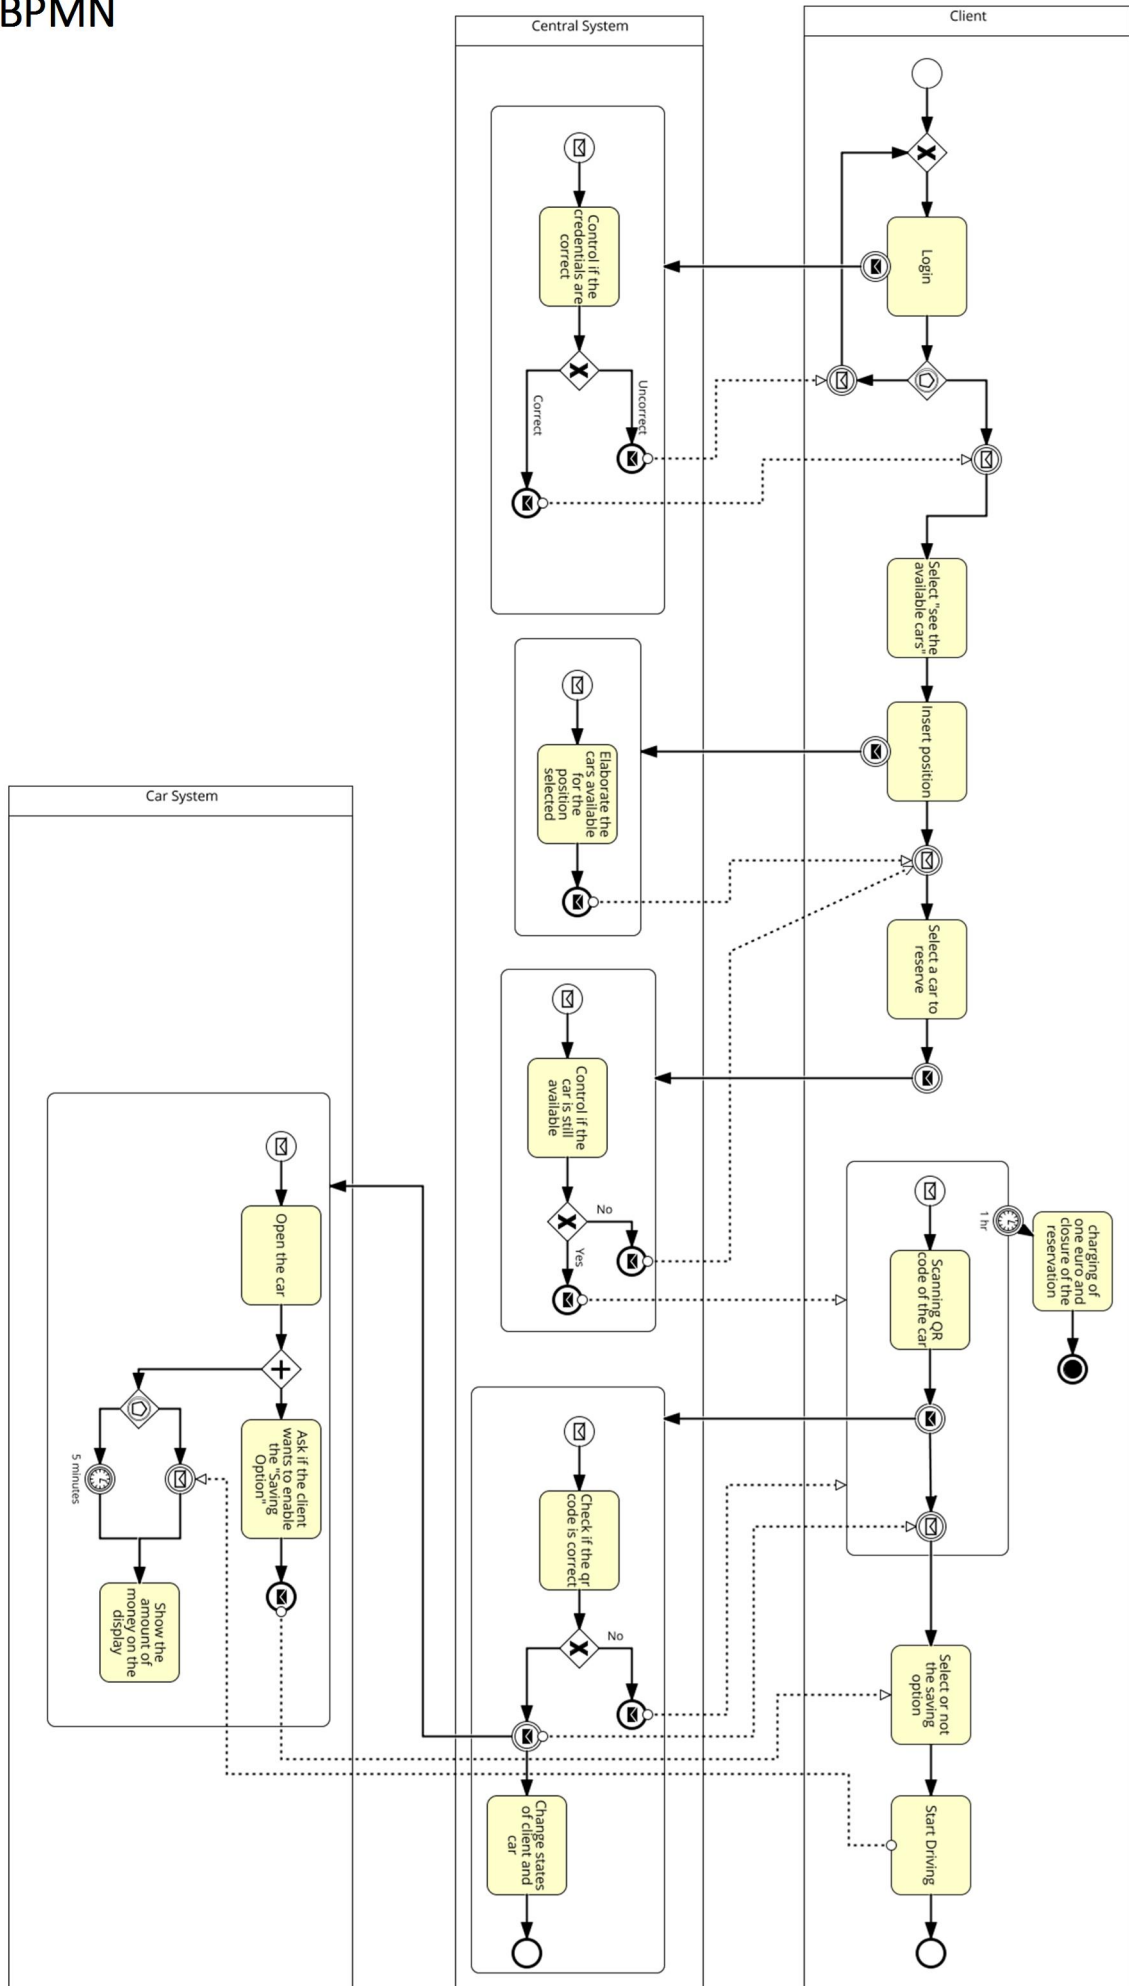 BPMN
Central System
Client
Control if the
credentials are
correct
Uncorrect
Correct
Login
Select "see the
available cars"
Insert position
Elaborate the
cars available
for the
position
selected
Car System
Select a car to
reserve
Control if the
car is still
available
No
Yes
1 hr
charging of
one euro and
closure of the
reservation
Scanning QR
code of the car
Open the car
Ask if the client
wants to enable
the "Saving
Option"
5 minutes
Show the
amount of
money on the
display
Check if the qr
code is correct
No
Select or not
the saving
option
Change states
of client and
car
Start Driving